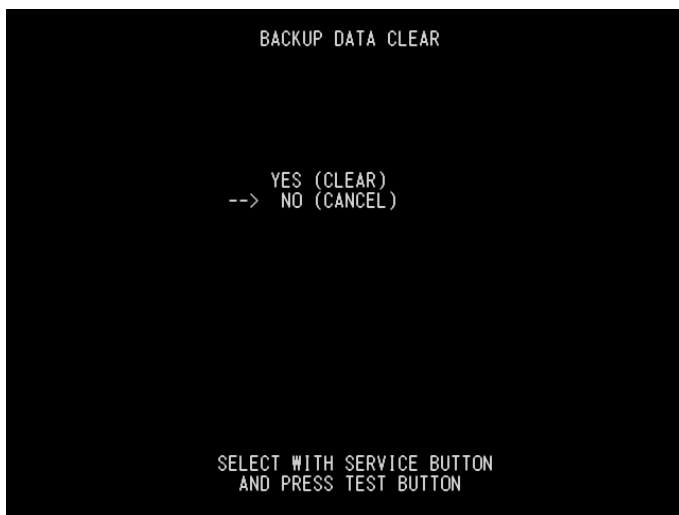 BACKUP DATA CLEAR
YES (CLEAR)
--> NO (CANCEL)
SELECT WITH SERVICE BUTTON
AND PRESS TEST BUTTON